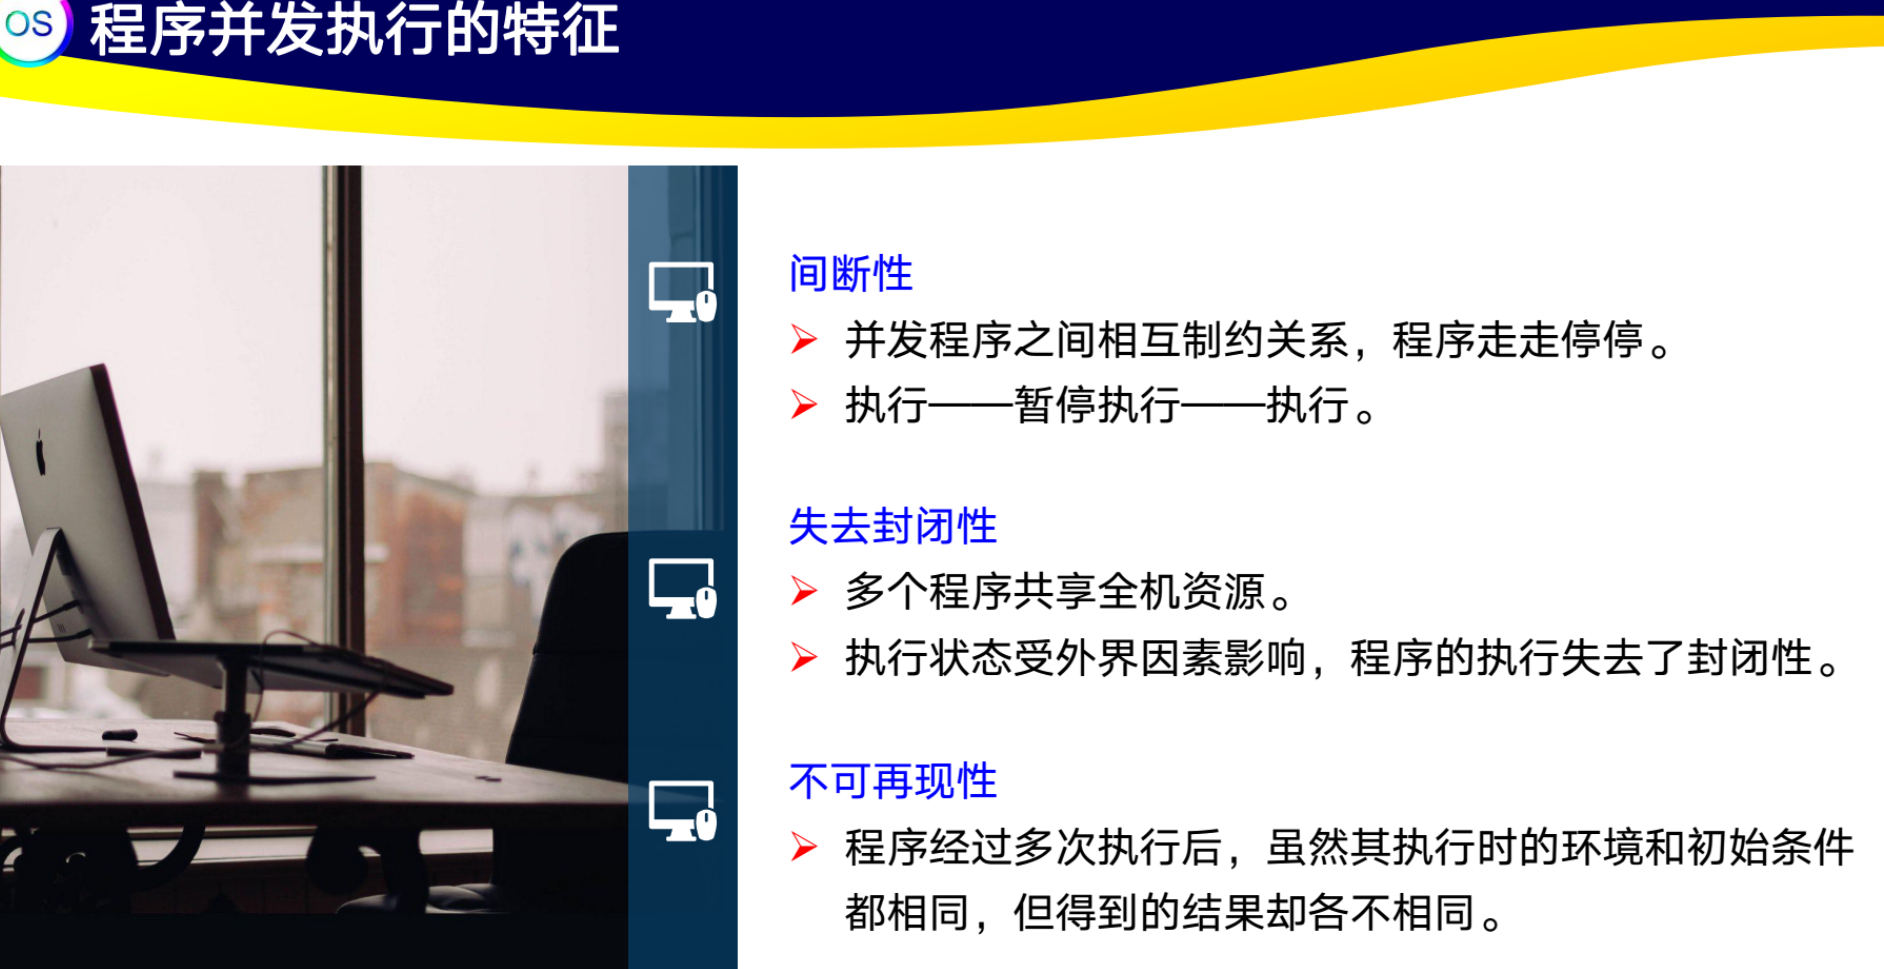 OS 程序并发执行的特征
间断性
并发程序之间相互制约关系，程序走走停停。
执行——暂停执行——执行。
失去封闭性
多个程序共享全机资源。
执行状态受外界因素影响，程序的执行失去了封闭性。
不可再现性
程序经过多次执行后，虽然其执行时的环境和初始条件
都相同，但得到的结果却各不相同。